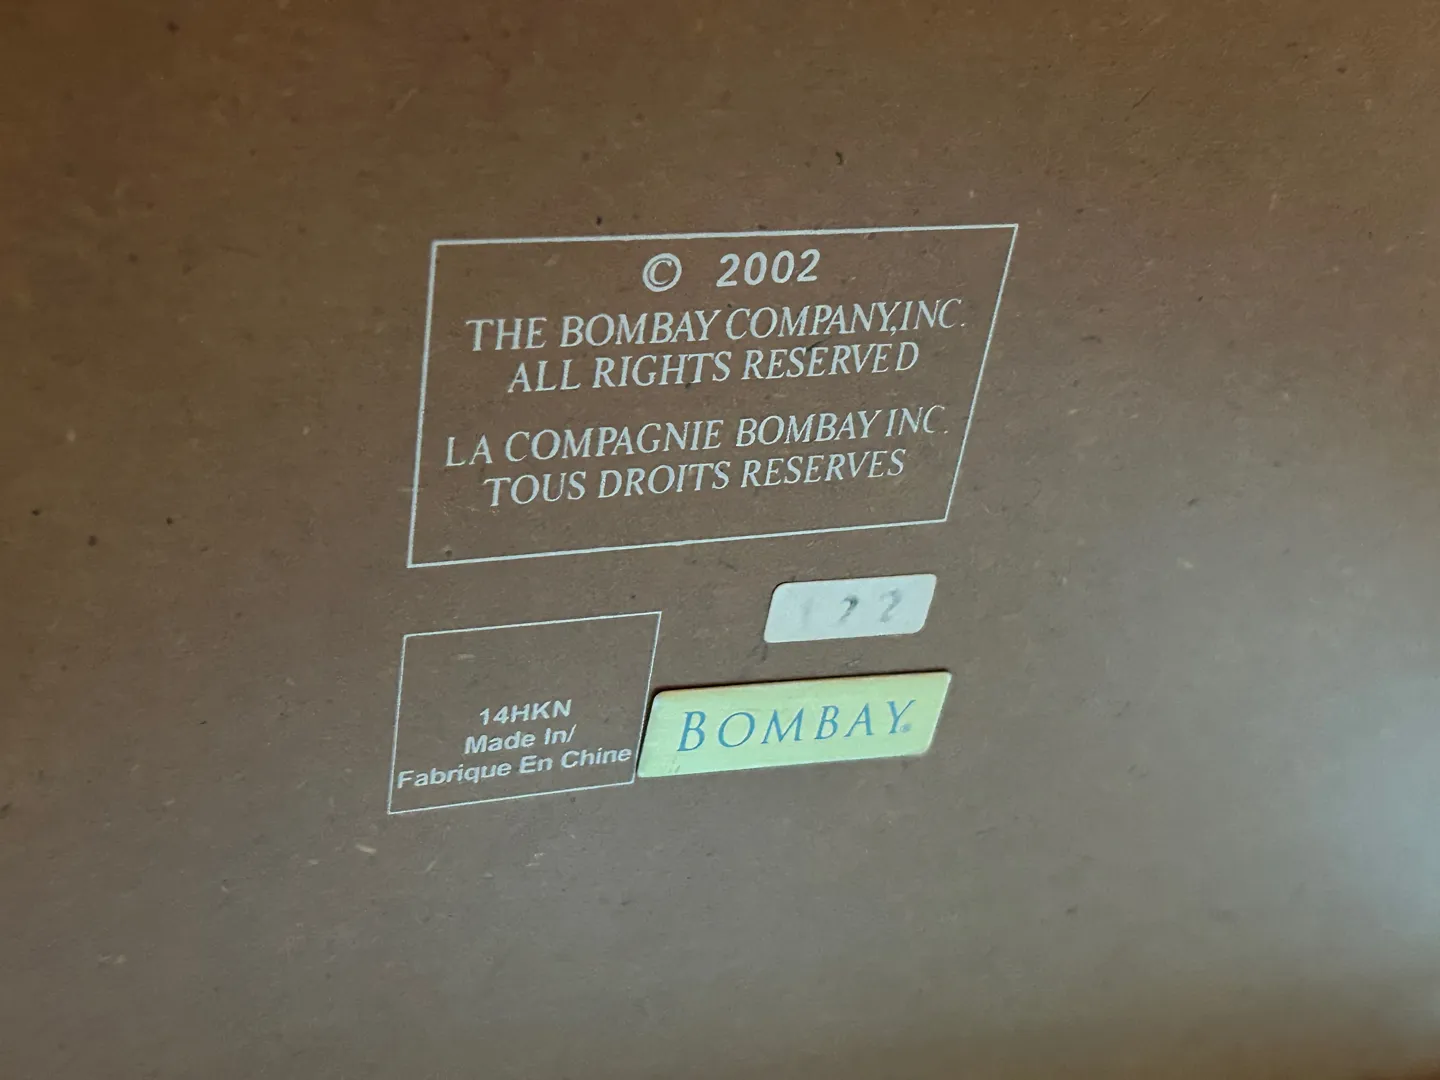 © 2002
THE BOMBAY COMPANY,INC.
ALL RIGHTS RESERVED
LA COMPAGNIE BOMBAY INC.
TOUS DROITS RESERVES
14HKN
Made In/
Fabrique En Chine
BOMBAY®